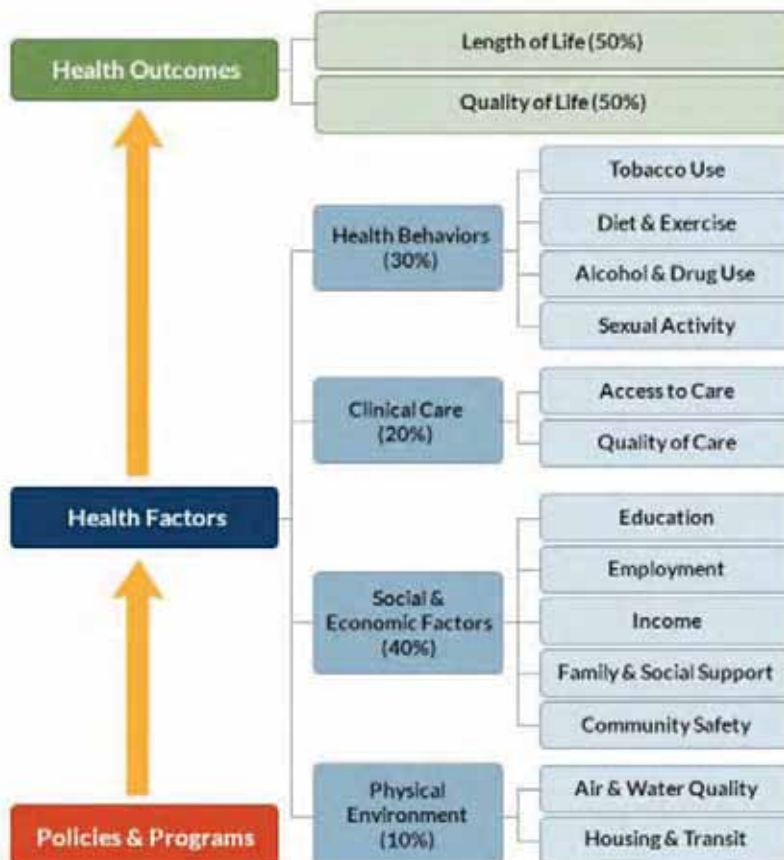 Health Outcomes
Length of Life (50%)
Quality of Life (50%)
Health Factors
Health Behaviors
(30%)
Tobacco Use
Diet & Exercise
Alcohol & Drug Use
Sexual Activity
Clinical Care
(20%)
Access to Care
Quality of Care
Social &
Economic Factors
(40%)
Education
Employment
Income
Family & Social Support
Community Safety
Physical
Environment
(10%)
Air & Water Quality
Housing & Transit
Policies & Programs